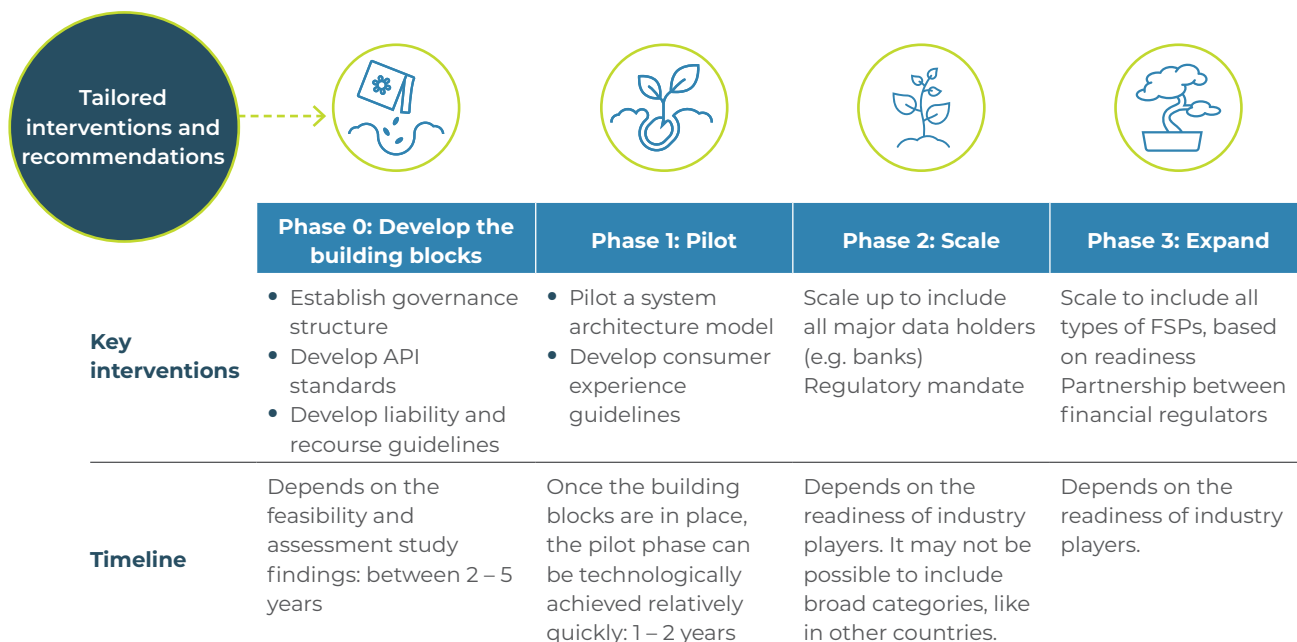 Tailored
interventions and
recommendations
Phase 0: Develop the
building blocks
Phase 1: Pilot
Phase 2: Scale
Phase 3: Expand
Key
interventions
• Establish governance
structure
• Develop API
standards
• Develop liability and
recourse guidelines
• Pilot a system
architecture model
• Develop consumer
experience
guidelines
Scale up to include
all major data holders
(e.g. banks)
Regulatory mandate
Scale to include all
types of FSPs, based
on readiness
Partnership between
financial regulators
Timeline
Depends on the
feasibility and
assessment study
findings: between 2 – 5
years
Once the building
blocks are in place,
the pilot phase can
be technologically
achieved relatively
quickly: 1 – 2 years
Depends on the
readiness of industry
players. It may not be
possible to include
broad categories, like
in other countries.
Depends on the
readiness of industry
players.